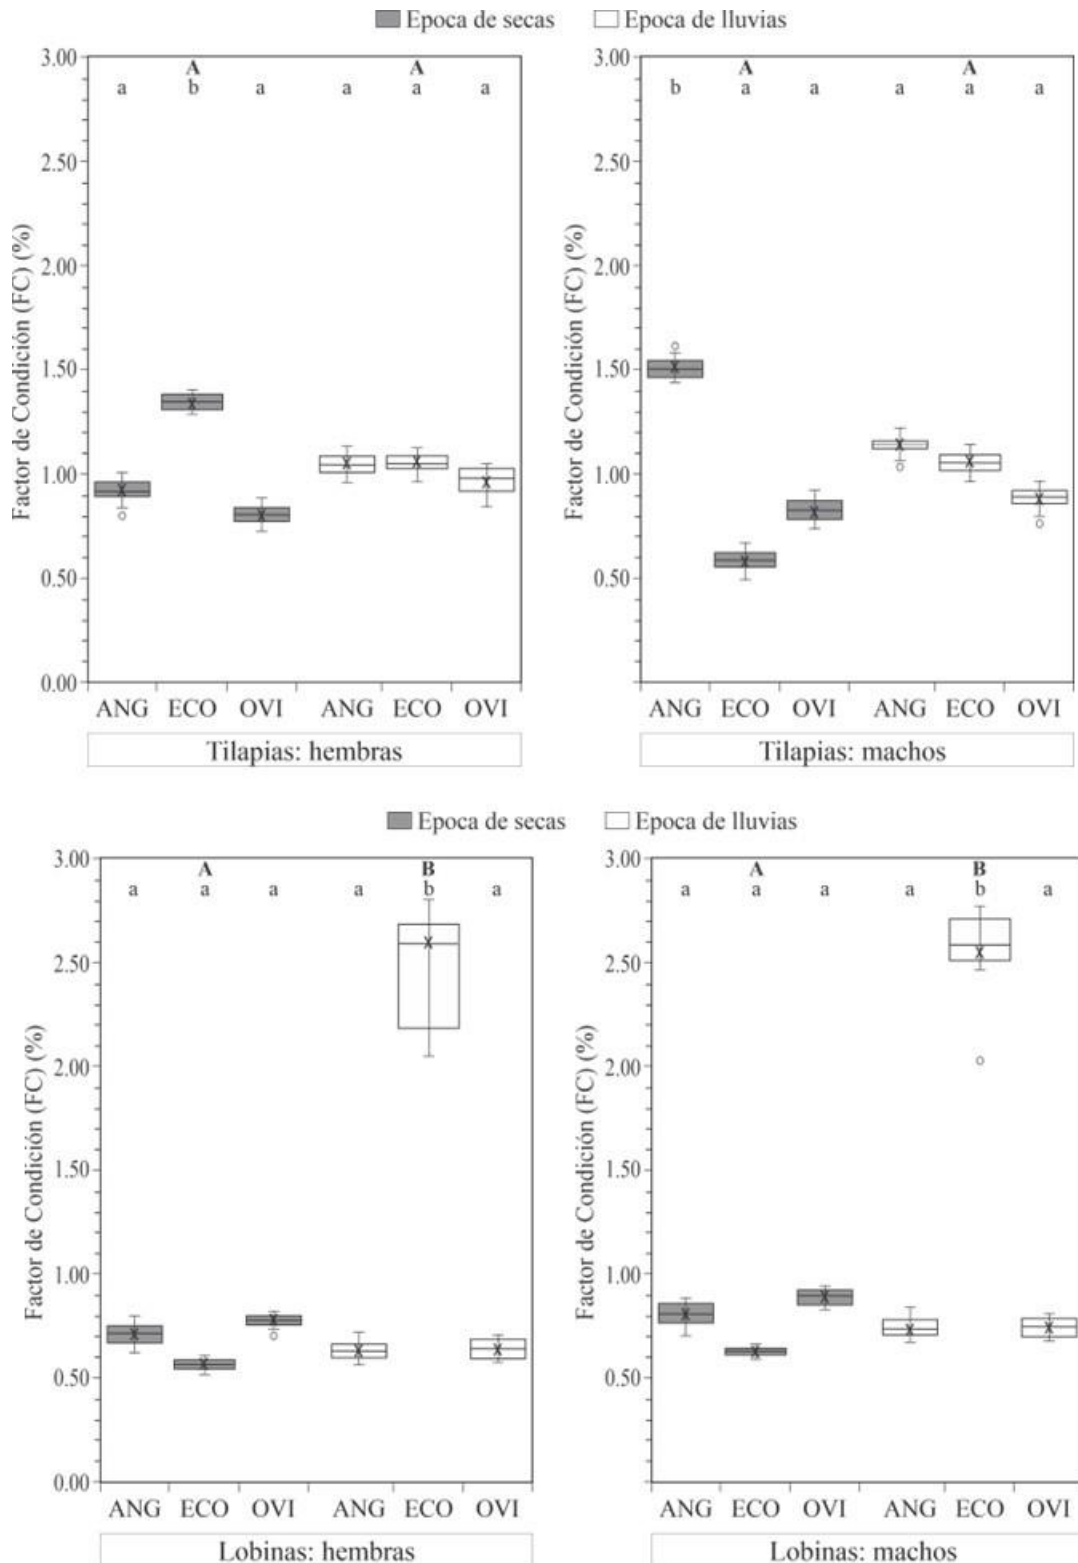 Epoca de secas Epoca de lluvias
3.00
2.50
2.00
1.50
1.00
0.50
0.00
Factor de Condición (FC) (%)
A A
a b a a a a
ANG ECO OVI ANG ECO OVI
Tilapias: hembras
3.00
2.50
2.00
1.50
1.00
0.50
0.00
Factor de Condición (FC) (%)
A A
b a a a a a
ANG ECO OVI ANG ECO OVI
Tilapias: machos
Epoca de secas Epoca de lluvias
3.00
2.50
2.00
1.50
1.00
0.50
0.00
Factor de Condición (FC) (%)
A B
a a a a b a
ANG ECO OVI ANG ECO OVI
Lobinas: hembras
3.00
2.50
2.00
1.50
1.00
0.50
0.00
Factor de Condición (FC) (%)
A B
a a a a b a
ANG ECO OVI ANG ECO OVI
Lobinas: machos